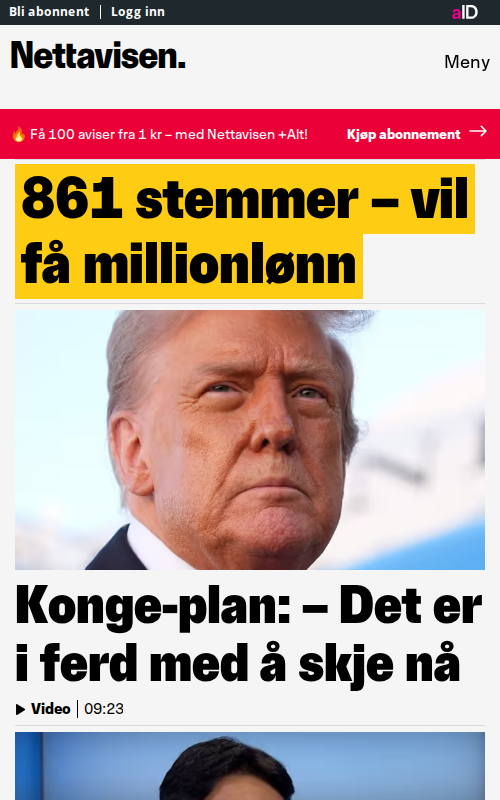 Bli abonnent | Logg inn
aID
Nettavisen.
Meny
🔥 Få 100 aviser fra 1 kr – med Nettavisen +Alt!
Kjøp abonnement →
861 stemmer – vil
få millionlønn
Konge-plan: – Det er
i ferd med å skje nå
Video | 09:23